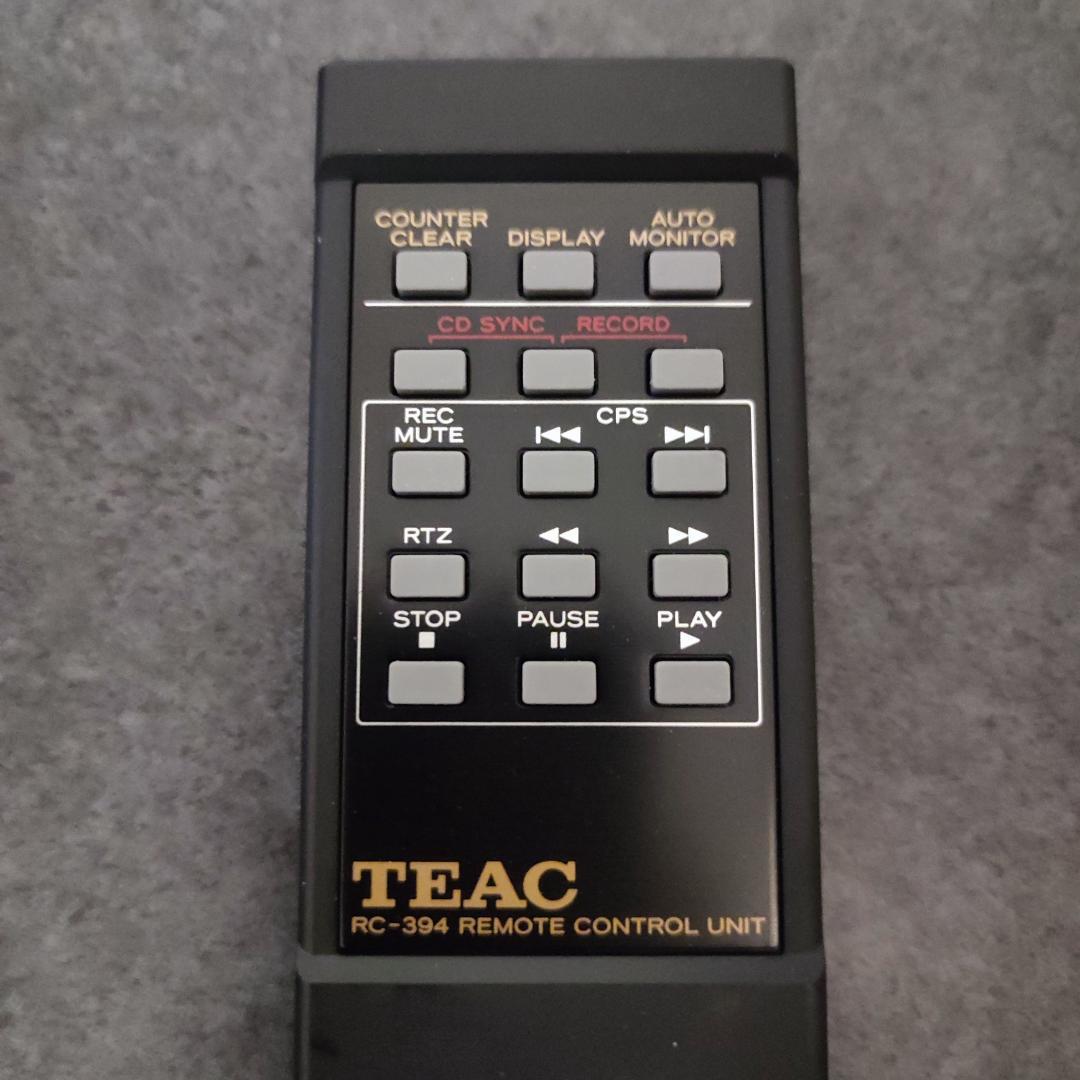 COUNTER CLEAR
DISPLAY
AUTO MONITOR
CD SYNC
RECORD
REC MUTE
CPS
RTZ
STOP
PAUSE
PLAY
TEAC
RC-394 REMOTE CONTROL UNIT